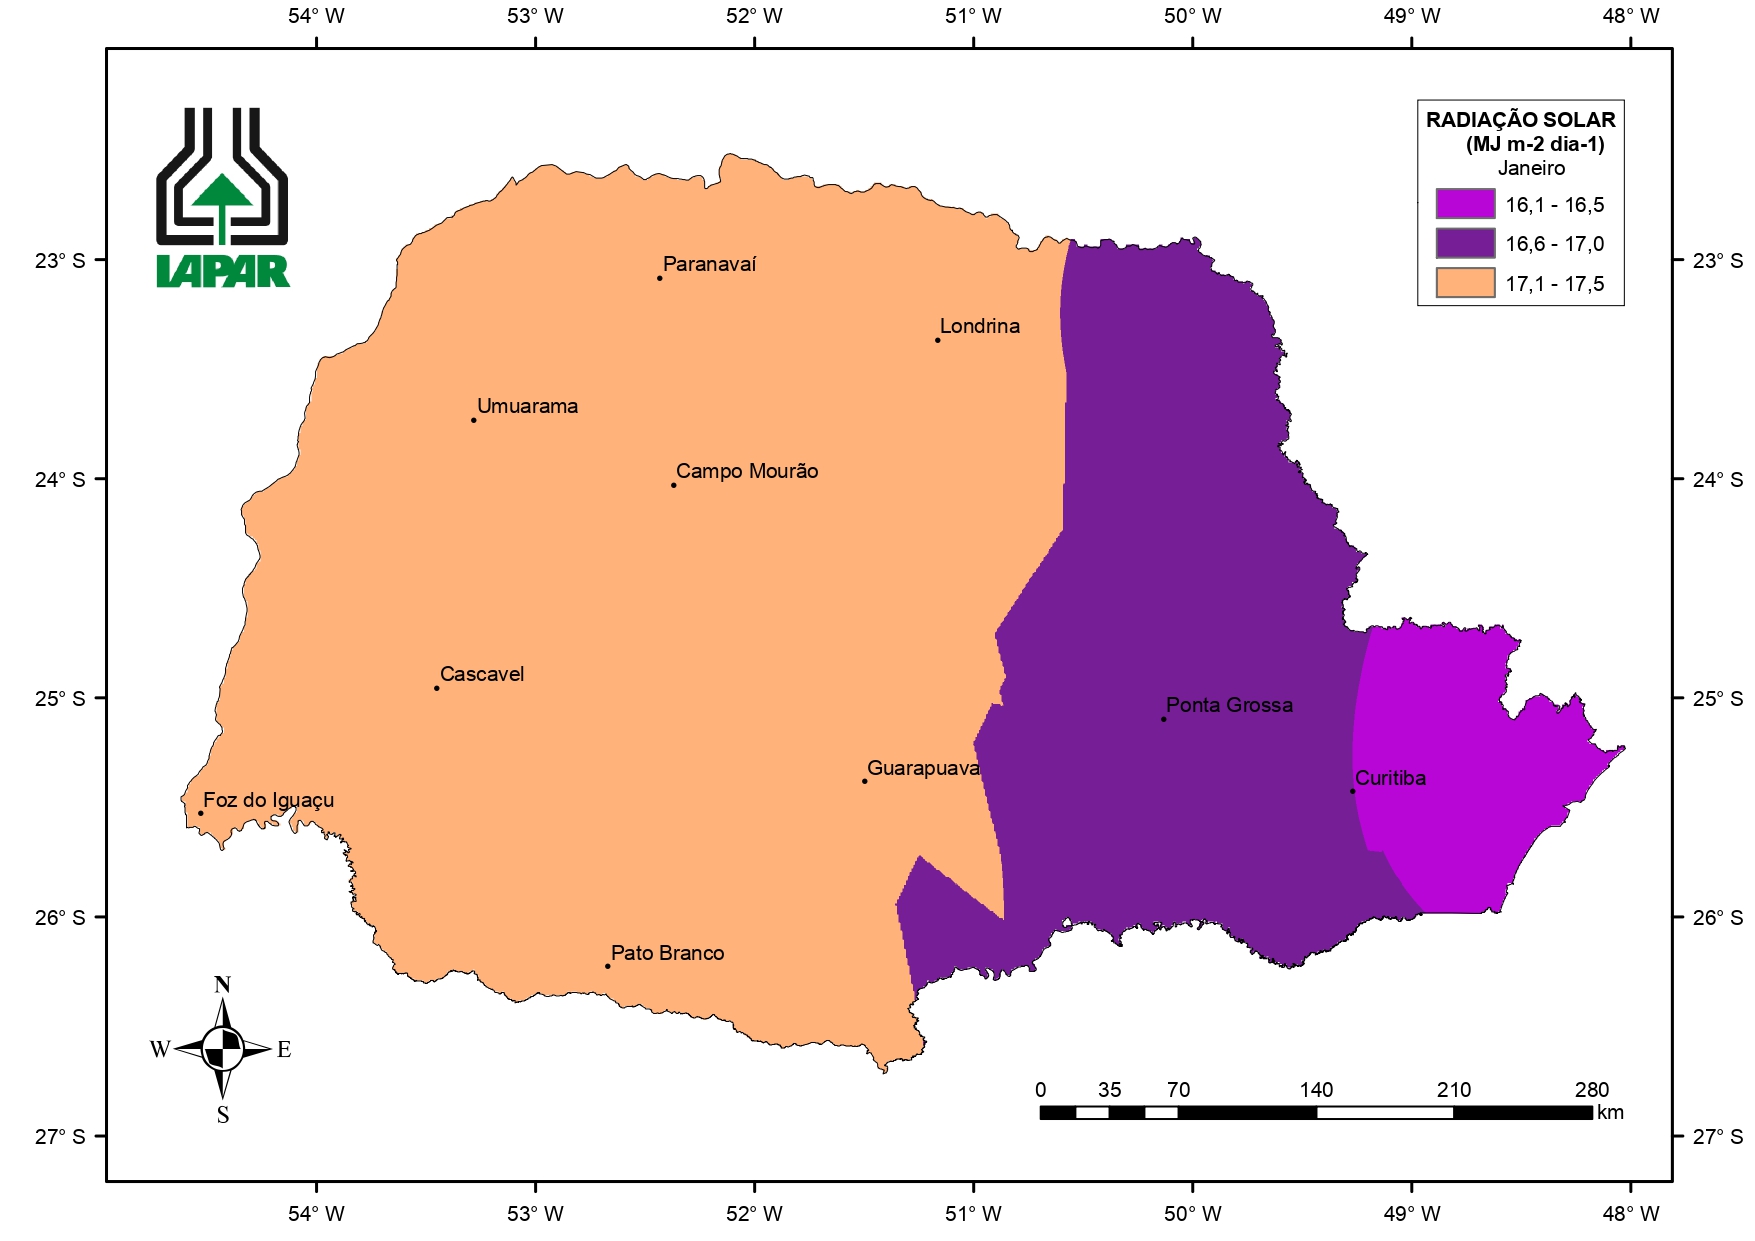 54° W 53° W 52° W 51° W 50° W 49° W 48° W
IAPAR
RADIAÇÃO SOLAR
(MJ m-2 dia-1)
Janeiro
16,1 - 16,5
16,6 - 17,0
17,1 - 17,5
23° S 23° S
Paranavaí
Londrina
Umuarama
Campo Mourão
24° S 24° S
Cascavel
25° S 25° S
Ponta Grossa
Guarapuava
Curitiba
Foz do Iguaçu
26° S 26° S
Pato Branco
N
W E
S
0 35 70 140 210 280
km
27° S 27° S
54° W 53° W 52° W 51° W 50° W 49° W 48° W